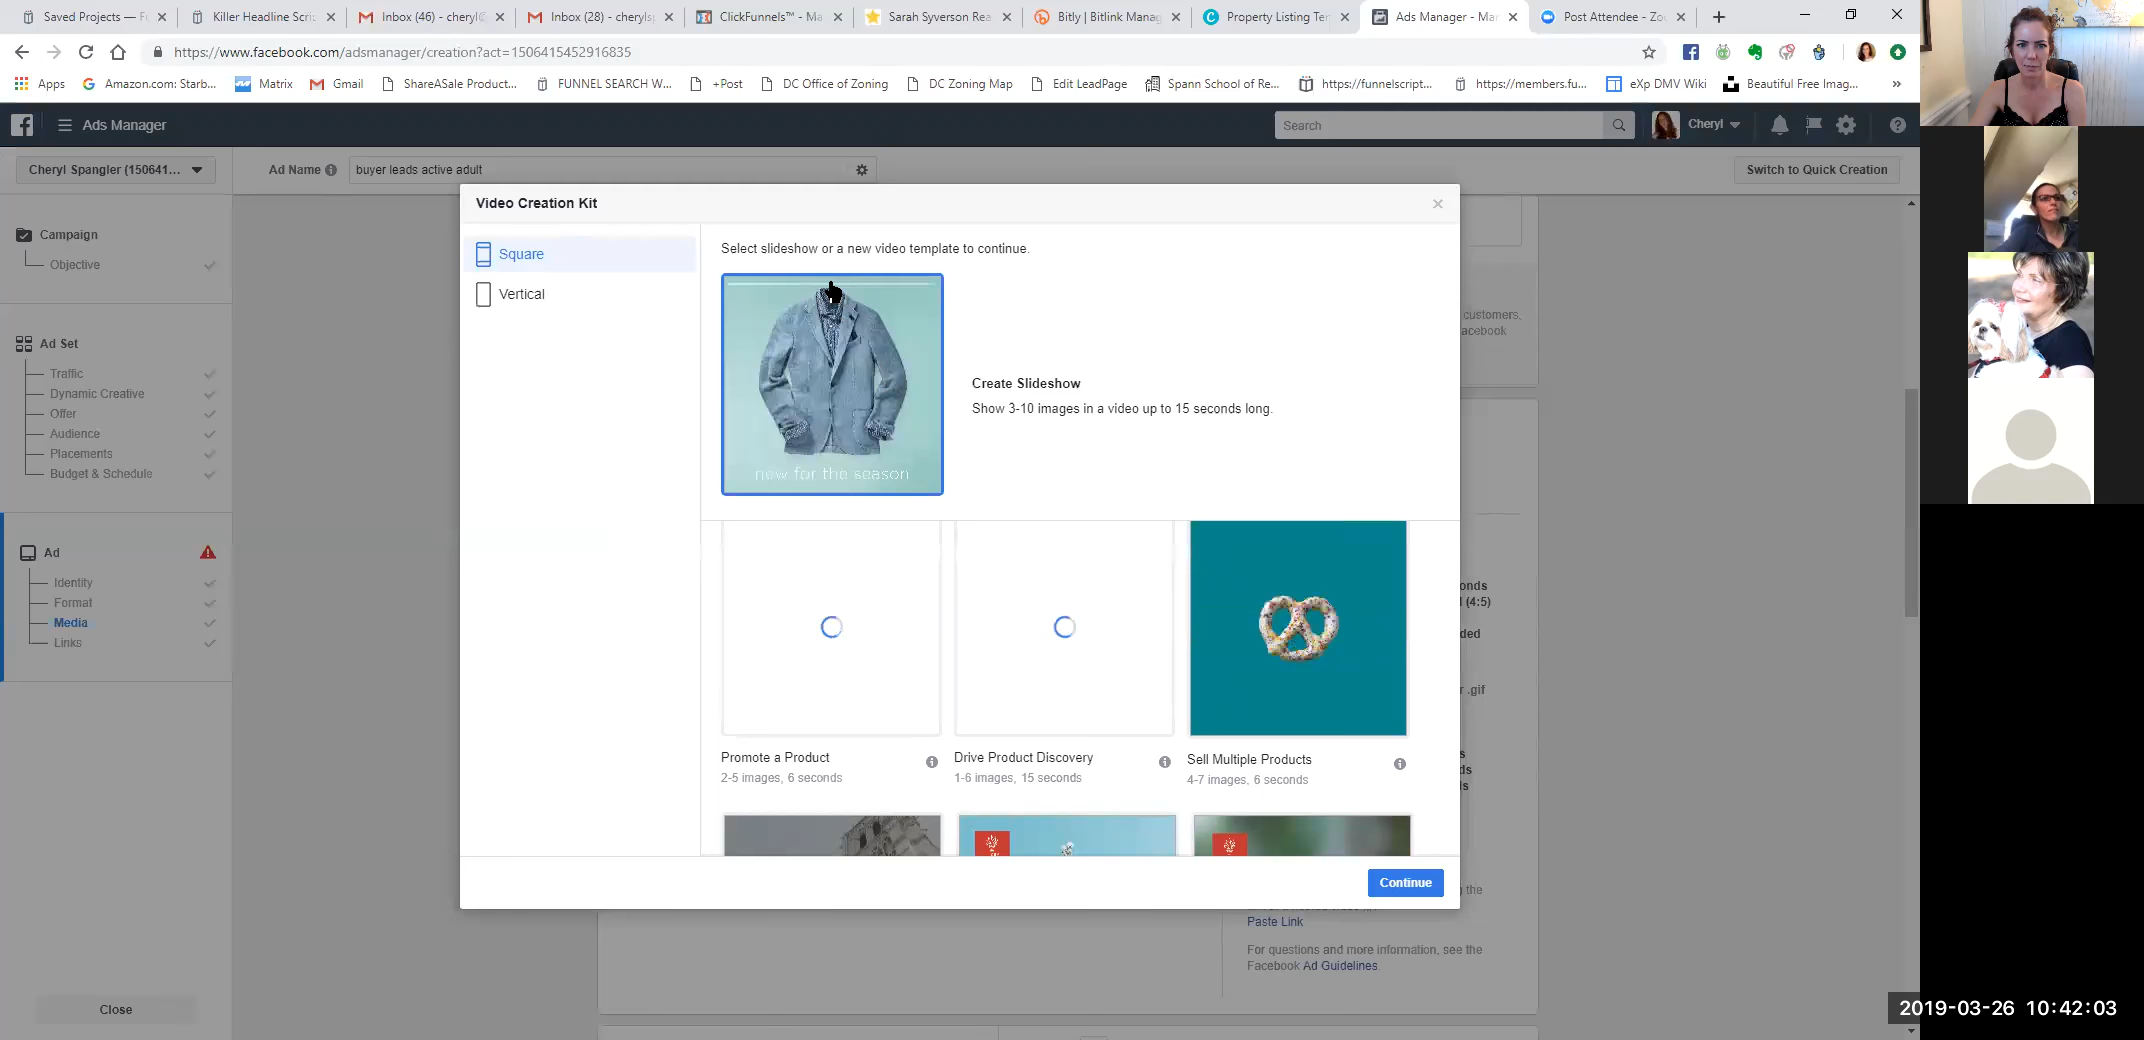 Saved Projects — F
Killer Headline Scri
Inbox (46) - cheryl@
Inbox (28) - cherylsp
ClickFunnels™ - Ma
Sarah Syverson Rea
Bitly | Bitlink Manag
Property Listing Te
Ads Manager - Ma
Post Attendee - Zo
https://www.facebook.com/adsmanager/creation?act=1506415452916835
Apps
Amazon.com: Starb...
Matrix
Gmail
ShareASale Product...
FUNNEL SEARCH W...
+Post
DC Office of Zoning
DC Zoning Map
Edit LeadPage
Spann School of Re...
https://funnelscript...
https://members.fu...
eXp DMV Wiki
Beautiful Free Imag...
»
Ads Manager
Search
Cheryl
Cheryl Spangler (150641...
Ad Name
buyer leads active adult
Switch to Quick Creation
Campaign
Objective
Ad Set
Traffic
Dynamic Creative
Offer
Audience
Placements
Budget & Schedule
Ad
Identity
Format
Media
Links
Close
Video Creation Kit
Square
Vertical
Select slideshow or a new video template to continue.
new for the season
Create Slideshow
Show 3-10 images in a video up to 15 seconds long.
Promote a Product
2-5 images, 6 seconds
Drive Product Discovery
1-6 images, 15 seconds
Sell Multiple Products
4-7 images, 6 seconds
Continue
customers,
acebook
onds
(4:5)
ded
r .gif
s
ds
s
the
Paste Link
For questions and more information, see the
Facebook Ad Guidelines.
2019-03-26 10:42:03